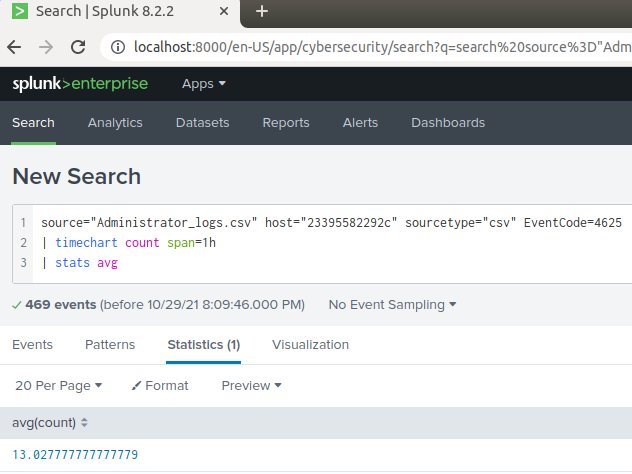 Search | Splunk 8.2.2
localhost:8000/en-US/app/cybersecurity/search?q=search%20source%3D"Adm
splunk>enterprise Apps
Search Analytics Datasets Reports Alerts Dashboards
New Search
1 source="Administrator_logs.csv" host="23395582292c" sourcetype="csv" EventCode=4625
2 | timechart count span=1h
3 | stats avg
469 events (before 10/29/21 8:09:46.000 PM) No Event Sampling
Events Patterns Statistics (1) Visualization
20 Per Page Format Preview
avg(count)
13.027777777777779